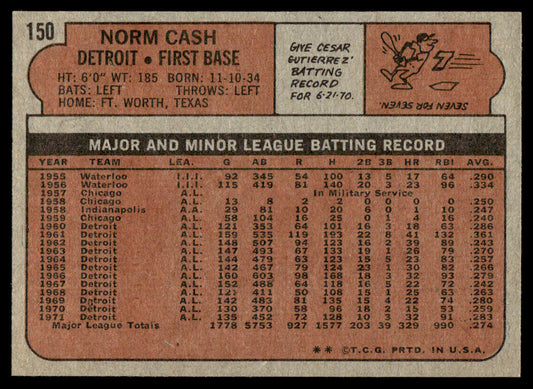 150
NORM CASH
DETROIT • FIRST BASE
HT: 6'0" WT: 185 BORN: 11-10-34
BATS: LEFT THROWS: LEFT
HOME: FT. WORTH, TEXAS
GIVE CESAR
GUTIERREZ'
BATTING
RECORD
FOR 6-21-70.
7
SEVEN FOR SEVEN
MAJOR AND MINOR LEAGUE BATTING RECORD
YEAR TEAM LEA. G AB R H 2B 3B HR RBI AVG.
1955 Waterloo I.I.I. 92 345 54 100 13 5 17 64 .290
1956 Waterloo I.I.I. 115 419 81 140 20 3 23 96 .334
1957 Chicago A.L. In Military Service
1958 Chicago A.L. 13 8 2 2 0 0 0 0 .250
1958 Indianapolis A.A. 29 81 10 20 6 0 1 10 .247
1959 Chicago A.L. 58 104 16 25 0 1 4 16 .240
1960 Detroit A.L. 121 353 64 101 16 3 18 63 .286
1961 Detroit A.L. 159 535 119 193 22 8 41 132 .361
1962 Detroit A.L. 148 507 94 123 16 2 39 89 .243
1963 Detroit A.L. 147 493 67 133 19 1 26 79 .270
1964 Detroit A.L. 144 479 63 123 15 5 23 83 .257
1965 Detroit A.L. 142 467 79 124 23 1 30 82 .266
1966 Detroit A.L. 160 603 98 168 18 3 32 93 .279
1967 Detroit A.L. 152 488 64 118 16 5 22 72 .242
1968 Detroit A.L. 127 411 50 108 15 1 25 63 .263
1969 Detroit A.L. 142 483 81 135 15 4 22 74 .280
1970 Detroit A.L. 130 370 58 96 18 2 15 53 .259
1971 Detroit A.L. 135 452 72 128 10 3 32 91 .283
Major League Totals 1778 5753 927 1577 203 39 329 990 .274
** ©T.C.G. PRTD. IN U.S.A.